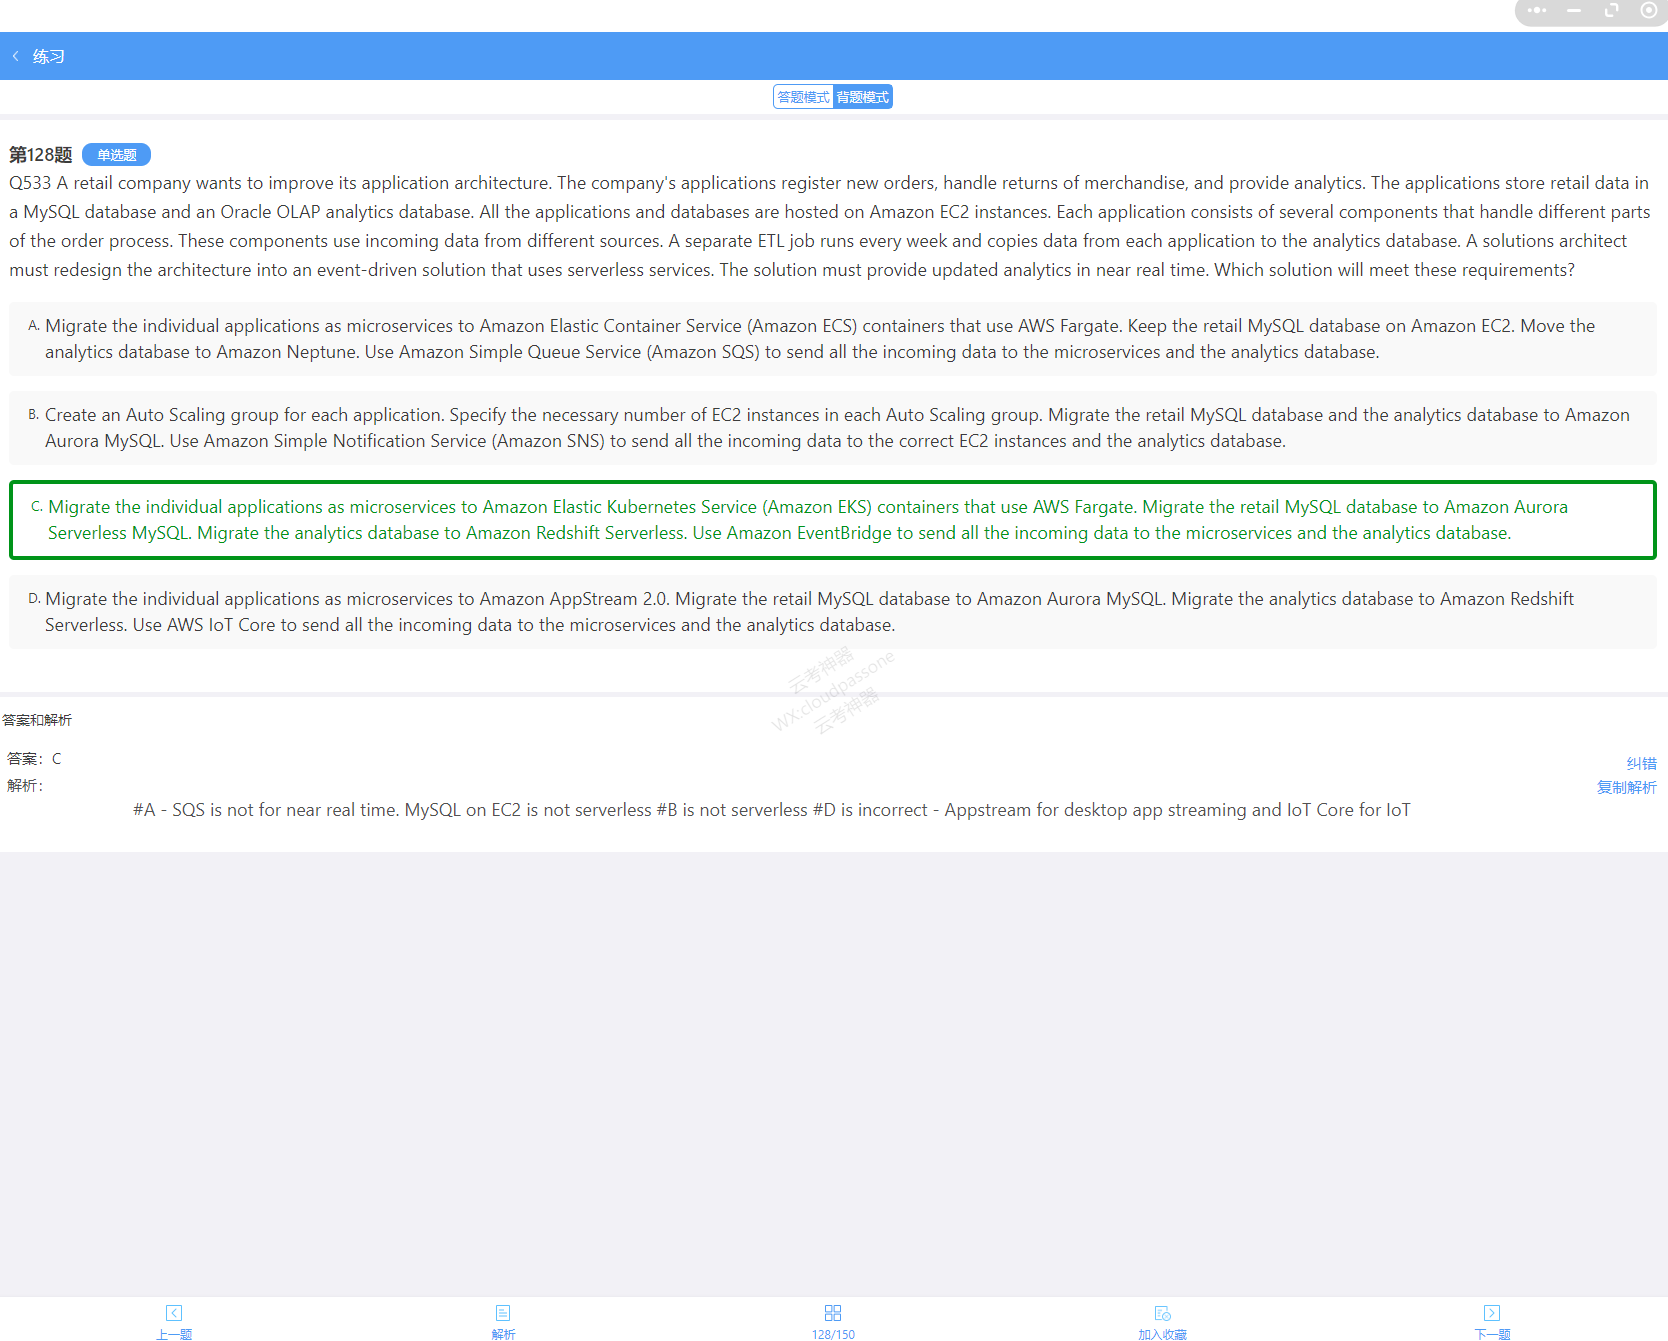 练习
答题模式 背题模式
第128题 单选题
Q533 A retail company wants to improve its application architecture. The company's applications register new orders, handle returns of merchandise, and provide analytics. The applications store retail data in
a MySQL database and an Oracle OLAP analytics database. All the applications and databases are hosted on Amazon EC2 instances. Each application consists of several components that handle different parts
of the order process. These components use incoming data from different sources. A separate ETL job runs every week and copies data from each application to the analytics database. A solutions architect
must redesign the architecture into an event-driven solution that uses serverless services. The solution must provide updated analytics in near real time. Which solution will meet these requirements?
A. Migrate the individual applications as microservices to Amazon Elastic Container Service (Amazon ECS) containers that use AWS Fargate. Keep the retail MySQL database on Amazon EC2. Move the
analytics database to Amazon Neptune. Use Amazon Simple Queue Service (Amazon SQS) to send all the incoming data to the microservices and the analytics database.
B. Create an Auto Scaling group for each application. Specify the necessary number of EC2 instances in each Auto Scaling group. Migrate the retail MySQL database and the analytics database to Amazon
Aurora MySQL. Use Amazon Simple Notification Service (Amazon SNS) to send all the incoming data to the correct EC2 instances and the analytics database.
C. Migrate the individual applications as microservices to Amazon Elastic Kubernetes Service (Amazon EKS) containers that use AWS Fargate. Migrate the retail MySQL database to Amazon Aurora
Serverless MySQL. Migrate the analytics database to Amazon Redshift Serverless. Use Amazon EventBridge to send all the incoming data to the microservices and the analytics database.
D. Migrate the individual applications as microservices to Amazon AppStream 2.0. Migrate the retail MySQL database to Amazon Aurora MySQL. Migrate the analytics database to Amazon Redshift
Serverless. Use AWS IoT Core to send all the incoming data to the microservices and the analytics database.
云考神器
WX:cloudpassone
云考神器
答案和解析
答案：C
纠错
解析：
复制解析
#A - SQS is not for near real time. MySQL on EC2 is not serverless #B is not serverless #D is incorrect - Appstream for desktop app streaming and IoT Core for IoT
上一题 解析 128/150 加入收藏 下一题